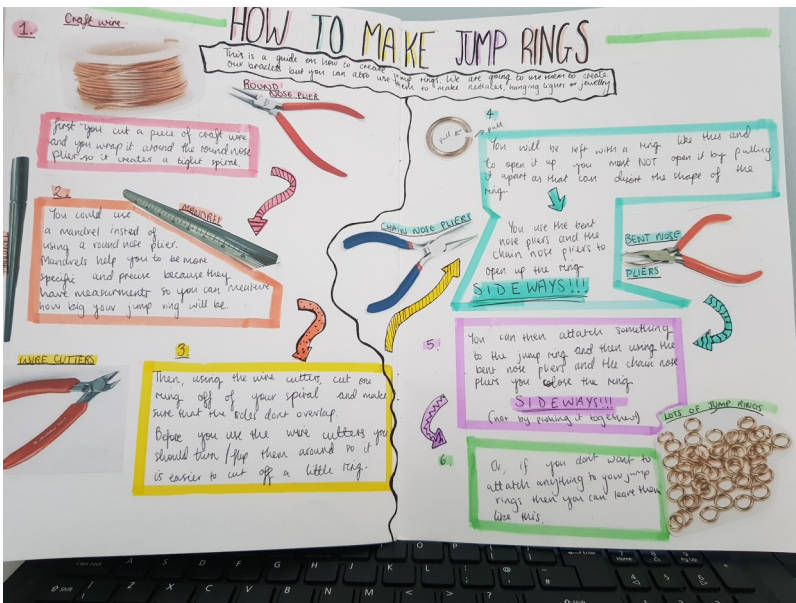 HOW TO MAKE JUMP RINGS
This is a guide on how to create jump rings. We are going to use them to create
our bracelet but you can also use them to make necklaces, hanging lights or jewellery
1.
Craft wire
ROUND
NOSE PLIER
First you cut a piece of craft wire
and you wrap it around the round nose
plier so it creates a tight spiral.
2.
MANDREL
You could use
a mandrel insted of
using a round nose plier.
Mandrels help you to be more
specific and precise because they
have measurments so you can measure
how big your jump ring will be.
WIRE CUTTERS
3.
Then, using the wire cutters, cut one
ring off of your spiral and make
sure that the sides dont overlap.
Before you use the wire cutters you
should turn/flip them around so it
is easier to cut off a little ring.
4.
pull
pull
You will be left with a ring like this and
to open it up you must NOT open it by pulling
it apart as that can distort the shape of the
ring.
CHAIN NOSE PLIERS
You use the bent
nose pliers and the
chain nose pliers to
open up the ring
SIDEWAYS!!!
BENT NOSE
PLIERS
5.
You can then attatch something
to the jump ring and then using the
bent nose pliers and the chain nose
pliers you close the ring
SIDEWAYS!!!
(not by pushing it together)
LOTS OF JUMP RINGS
6.
Or, if you don't want to
attatch anything to your jump
rings then you can leave them
like this.